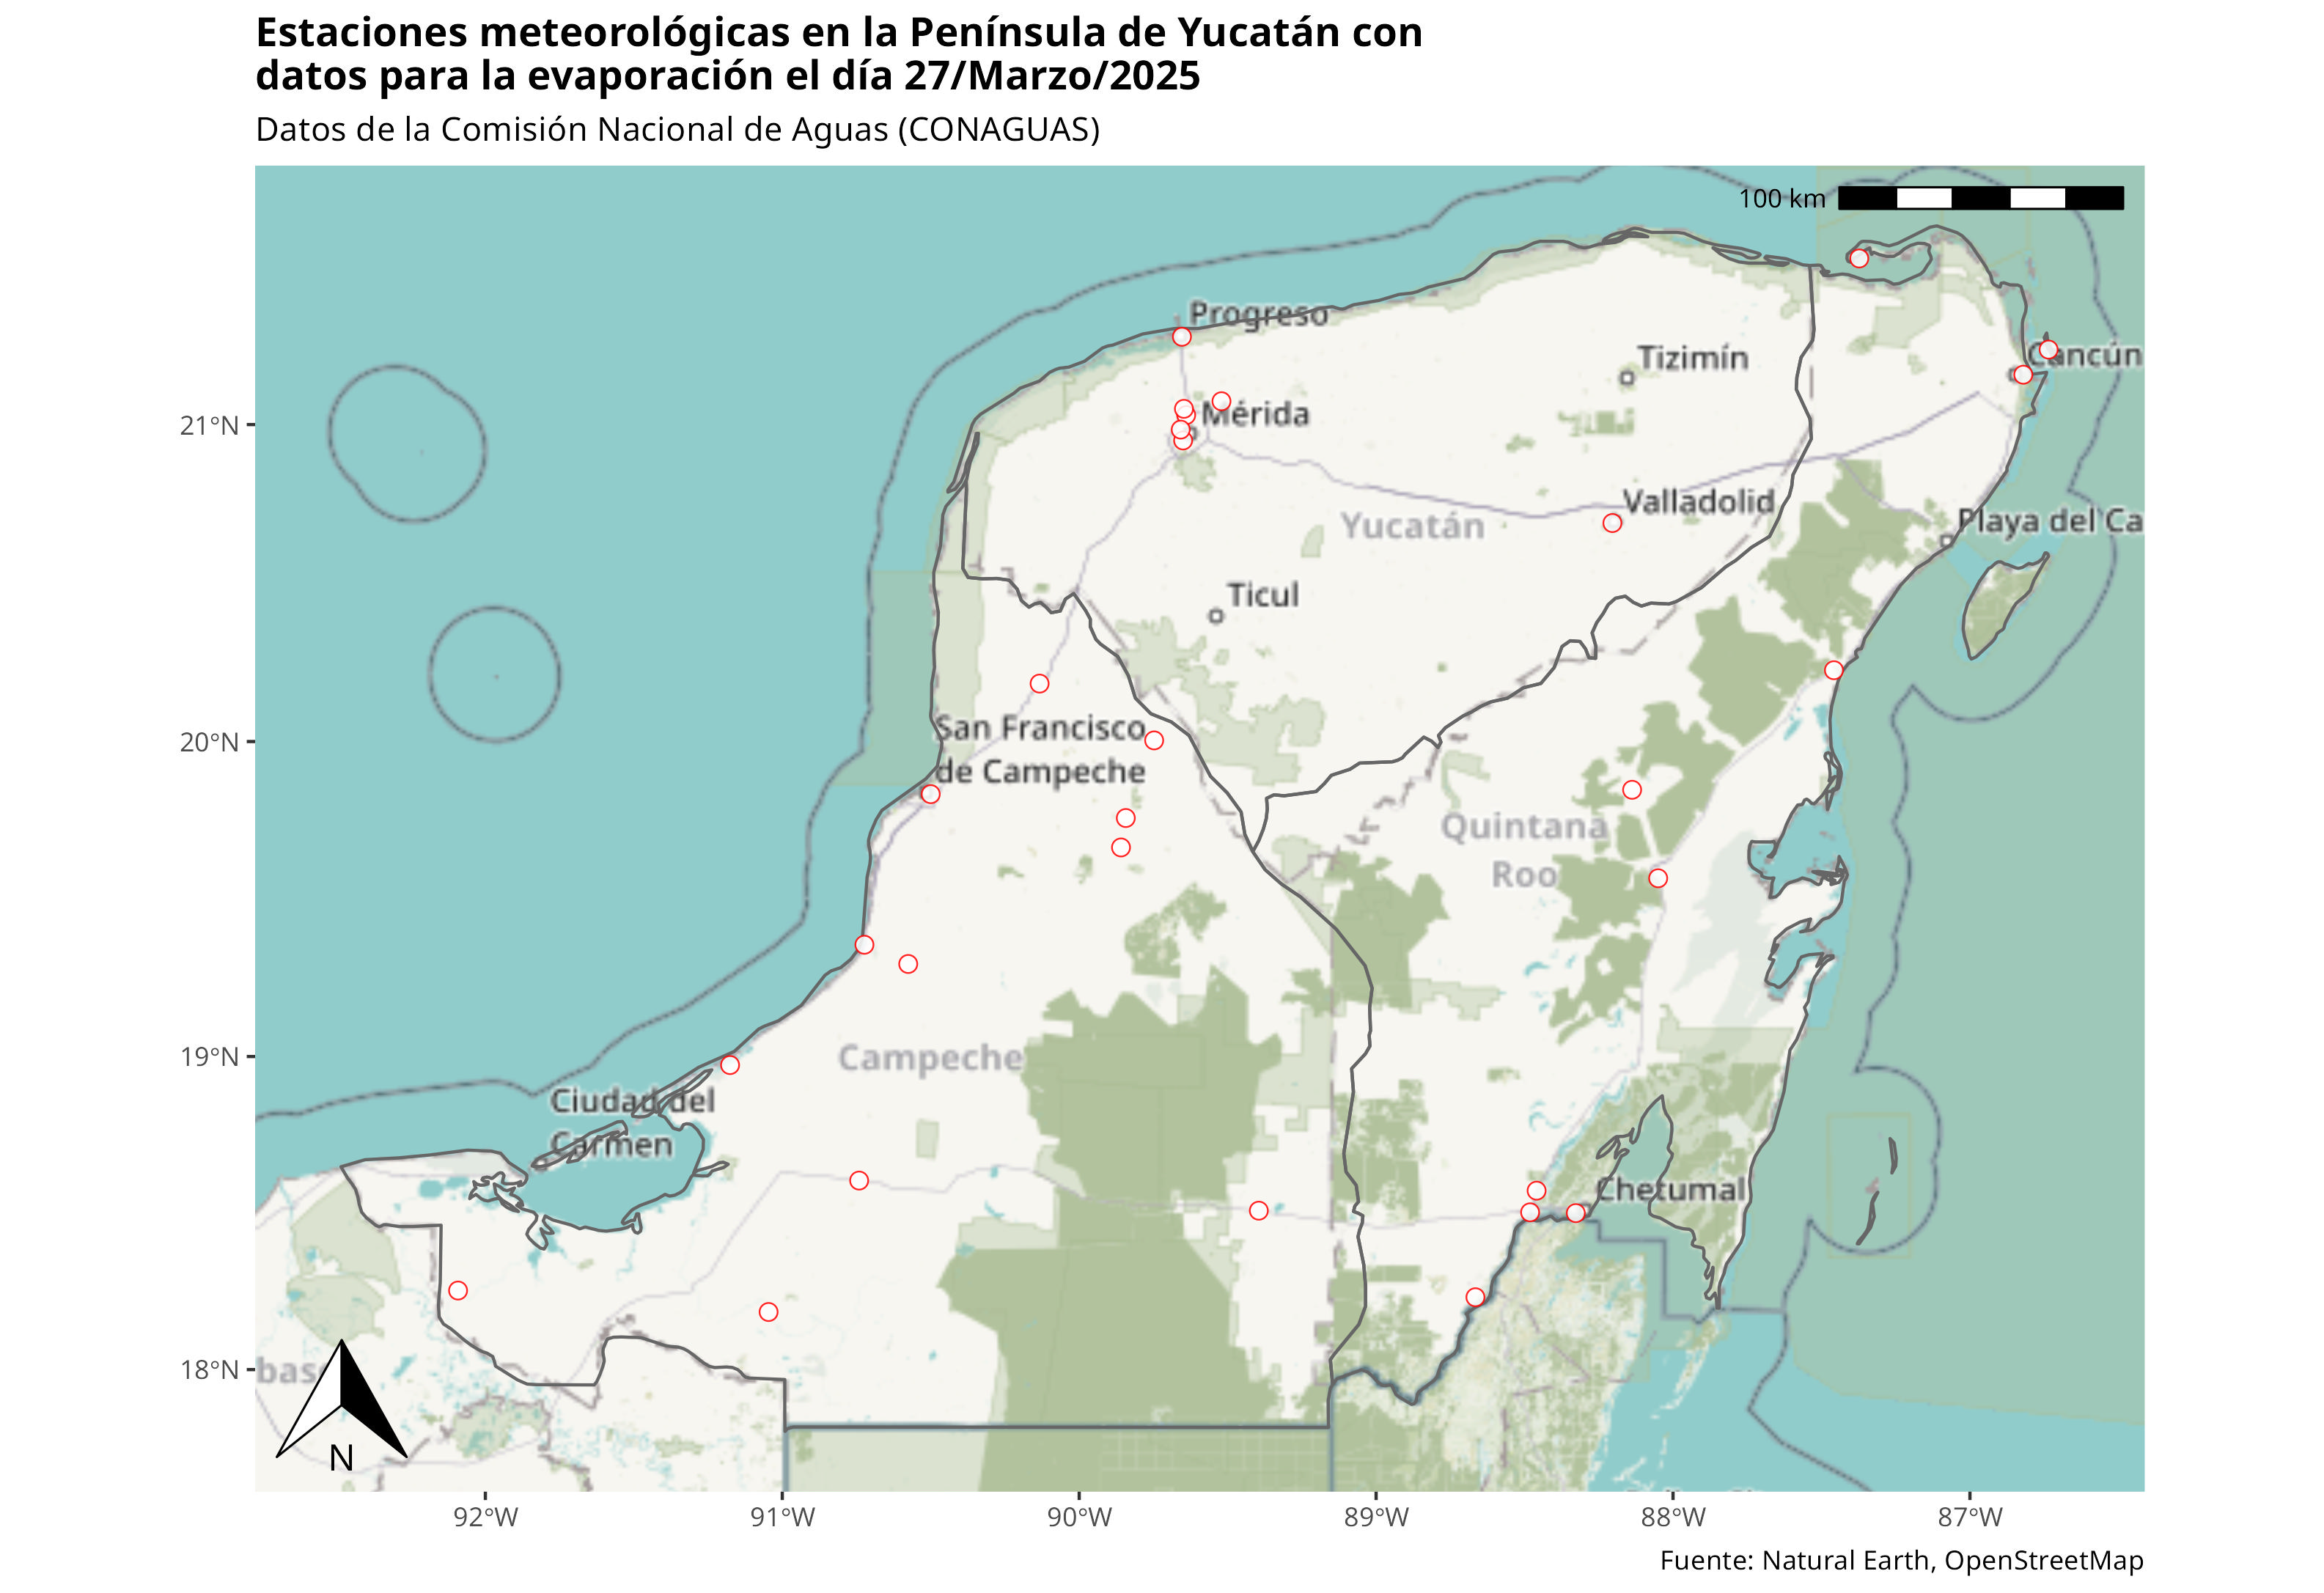 Estaciones meteorológicas en la Península de Yucatán con
datos para la evaporación el día 27/Marzo/2025
Datos de la Comisión Nacional de Aguas (CONAGUAS)
100 km
Progreso
Tizimín
Cancún
21°N
Mérida
Valladolid
Yucatán
Playa del Ca
Ticul
20°N
San Francisco
de Campeche
Quintana
Roo
19°N
Campeche
Ciudad del
Carmen
Chetumal
18°N
bas
N
92°W
91°W
90°W
89°W
88°W
87°W
Fuente: Natural Earth, OpenStreetMap